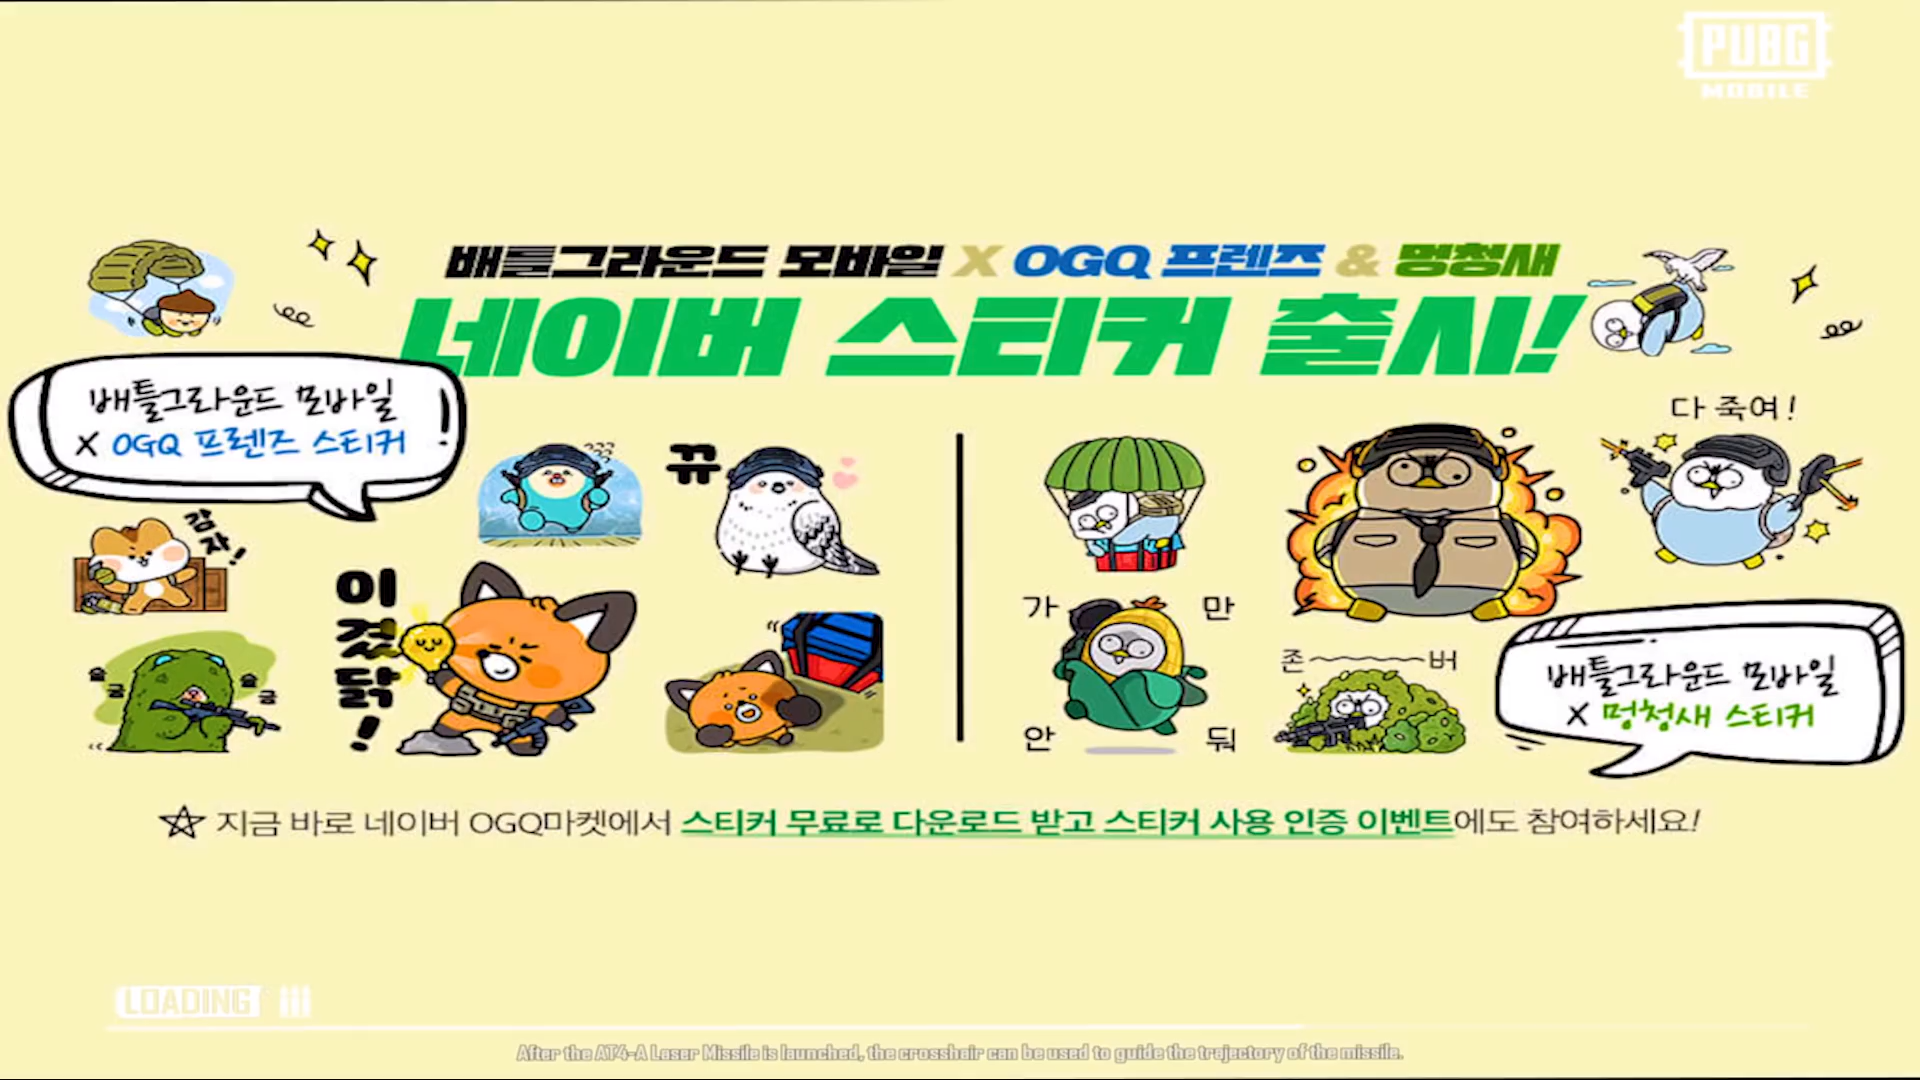 PUBG
MOBILE
배틀그라운드 모바일 X OGQ 프렌즈 & 멍청새
네이버 스티커 출시!
배틀그라운드 모바일
X OGQ 프렌즈 스티커
!
다 죽여!
???
뀨
감
자!
이
겼
닭
!
슬
금
슬
금
가 만
안 둬
존~~~버
배틀그라운드 모바일
X 멍청새 스티커
☆ 지금 바로 네이버 OGQ마켓에서 스티커 무료로 다운로드 받고 스티커 사용 인증 이벤트에도 참여하세요!
LOADING
After the AT4-A Laser Missile is launched, the crosshair can be used to guide the trajectory of the missile.